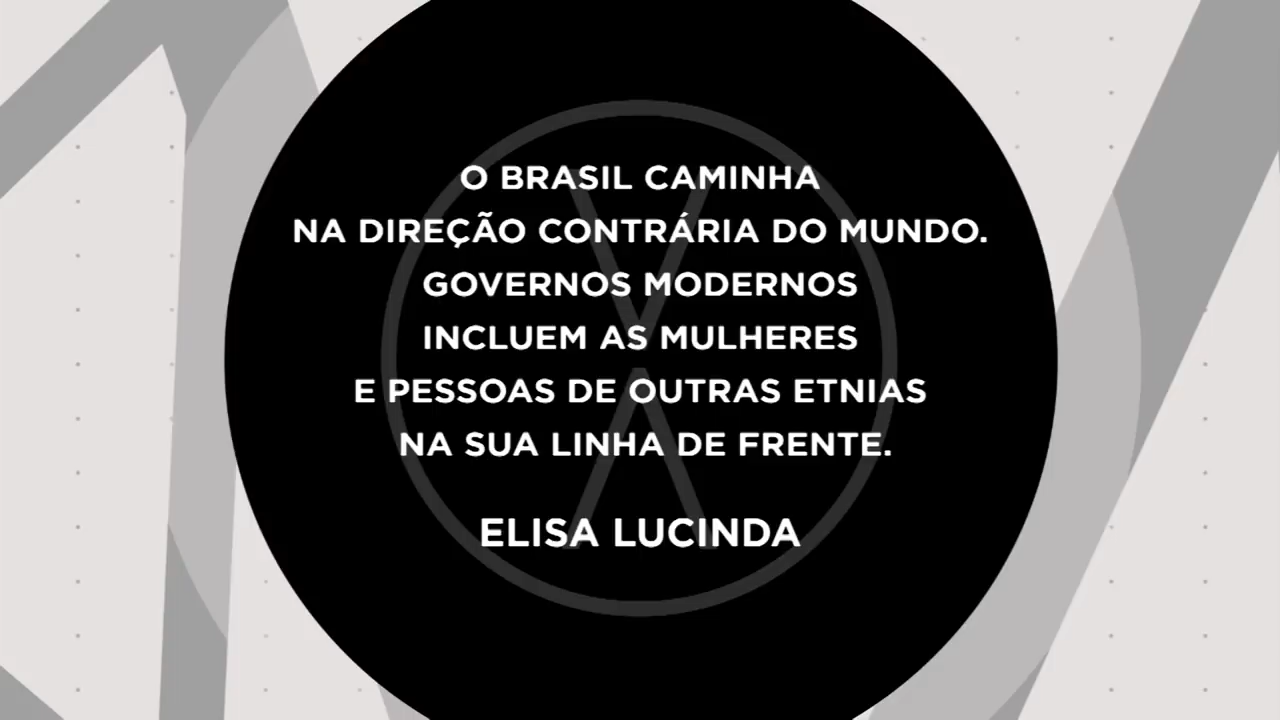 O BRASIL CAMINHA
NA DIREÇÃO CONTRÁRIA DO MUNDO.
GOVERNOS MODERNOS
INCLUEM AS MULHERES
E PESSOAS DE OUTRAS ETNIAS
NA SUA LINHA DE FRENTE.
ELISA LUCINDA